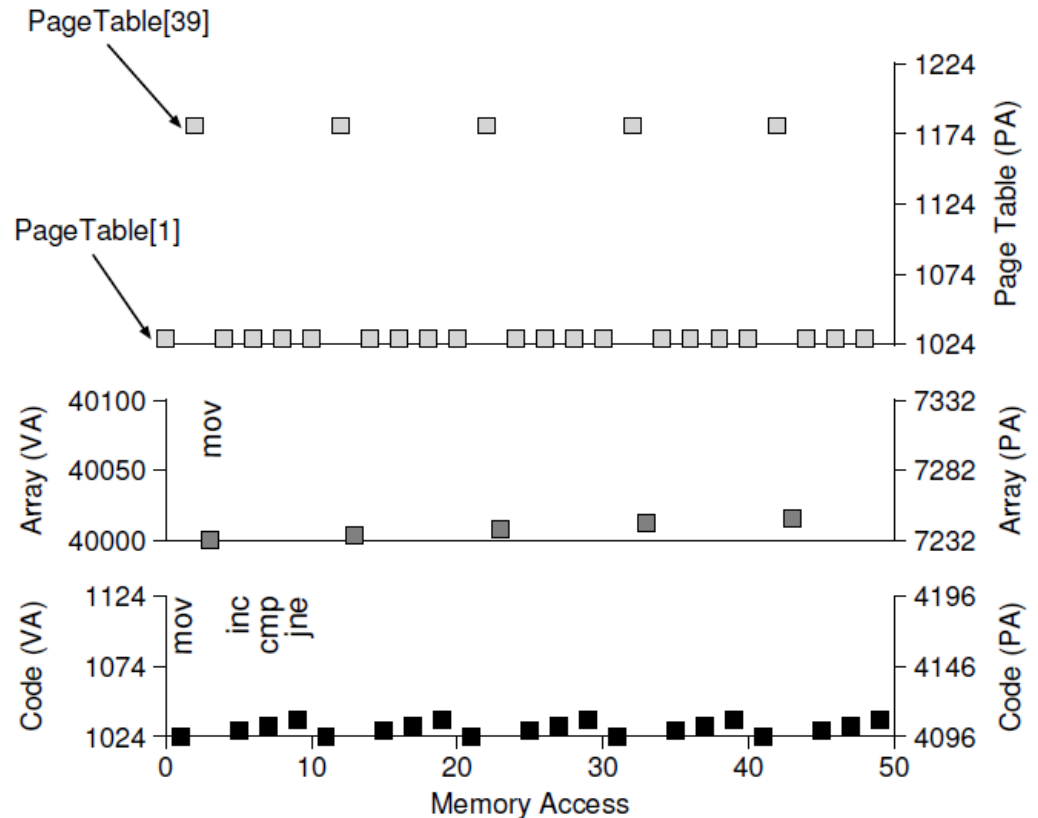 PageTable[39]
PageTable[1]
1224
1174
1124
1074
1024
Page Table (PA)
40100
40050
40000
Array (VA)
mov
7332
7282
7232
Array (PA)
1124
1074
1024
Code (VA)
mov
inc
cmp
jne
4196
4146
4096
Code (PA)
0 10 20 30 40 50
Memory Access